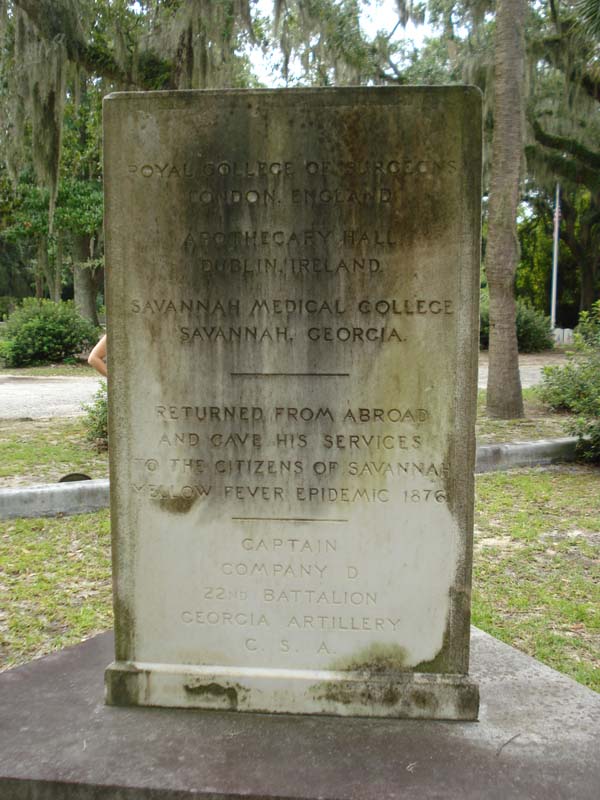 ROYAL COLLEGE OF SURGEONS
LONDON, ENGLAND
APOTHECARY HALL
DUBLIN, IRELAND.
SAVANNAH MEDICAL COLLEGE
SAVANNAH, GEORGIA.
RETURNED FROM ABROAD
AND GAVE HIS SERVICES
TO THE CITIZENS OF SAVANNAH
YELLOW FEVER EPIDEMIC 1876
CAPTAIN
COMPANY D
22ND BATTALION
GEORGIA ARTILLERY
C. S. A.